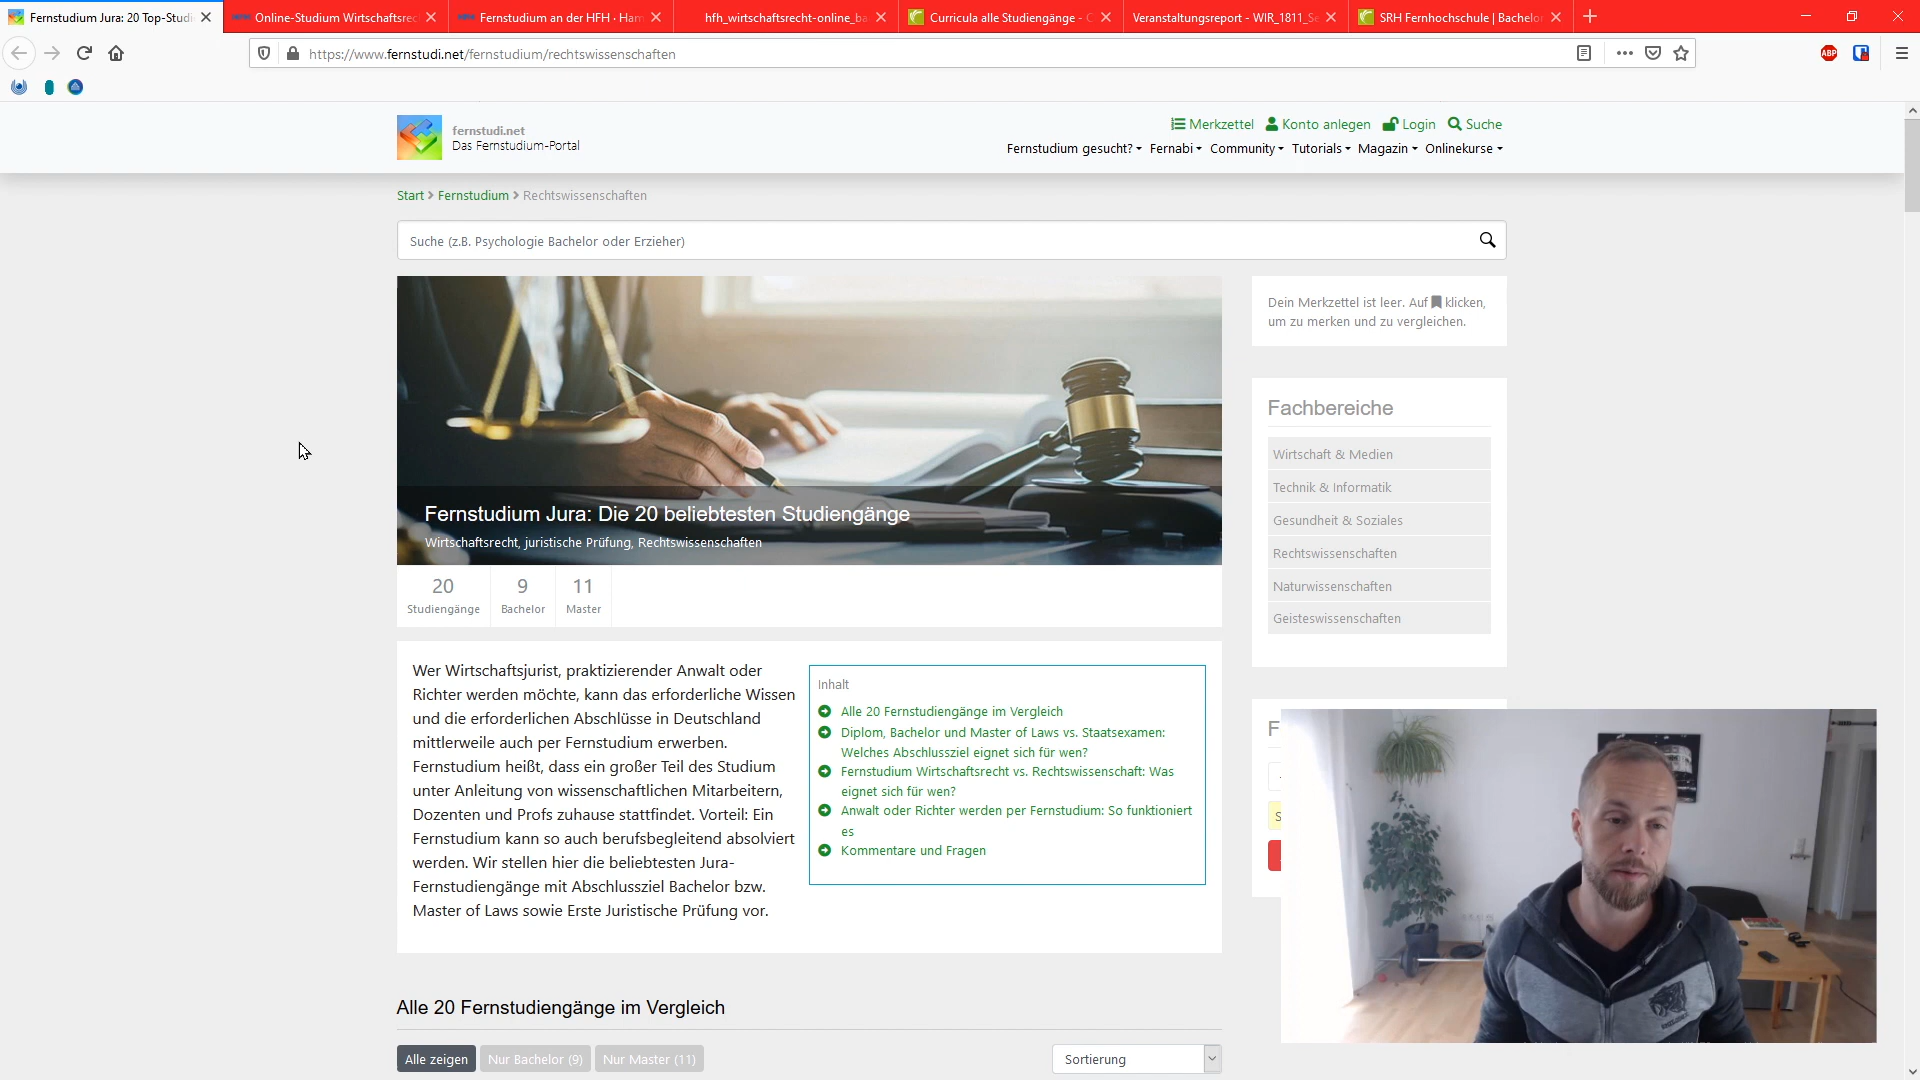 Fernstudium Jura: 20 Top-Studi
Online-Studium Wirtschaftsrec
Fernstudium an der HFH · Ham
hfh_wirtschaftsrecht-online_ba
Curricula alle Studiengänge - C
Veranstaltungsreport - WIR_1811_Se
SRH Fernhochschule | Bachelor
https://www.fernstudi.net/fernstudium/rechtswissenschaften
ABP
fernstudi.net
Das Fernstudium-Portal
Merkzettel Konto anlegen Login Suche
Fernstudium gesucht? Fernabi Community Tutorials Magazin Onlinekurse
Start > Fernstudium > Rechtswissenschaften
Suche (z.B. Psychologie Bachelor oder Erzieher)
Fernstudium Jura: Die 20 beliebtesten Studiengänge
Wirtschaftsrecht, juristische Prüfung, Rechtswissenschaften
20 9 11
Studiengänge Bachelor Master
Wer Wirtschaftsjurist, praktizierender Anwalt oder
Richter werden möchte, kann das erforderliche Wissen
und die erforderlichen Abschlüsse in Deutschland
mittlerweile auch per Fernstudium erwerben.
Fernstudium heißt, dass ein großer Teil des Studium
unter Anleitung von wissenschaftlichen Mitarbeitern,
Dozenten und Profs zuhause stattfindet. Vorteil: Ein
Fernstudium kann so auch berufsbegleitend absolviert
werden. Wir stellen hier die beliebtesten Jura-
Fernstudiengänge mit Abschlussziel Bachelor bzw.
Master of Laws sowie Erste Juristische Prüfung vor.
Inhalt
Alle 20 Fernstudiengänge im Vergleich
Diplom, Bachelor und Master of Laws vs. Staatsexamen:
Welches Abschlussziel eignet sich für wen?
Fernstudium Wirtschaftsrecht vs. Rechtswissenschaft: Was
eignet sich für wen?
Anwalt oder Richter werden per Fernstudium: So funktioniert
es
Kommentare und Fragen
Dein Merkzettel ist leer. Auf klicken,
um zu merken und zu vergleichen.
Fachbereiche
Wirtschaft & Medien
Technik & Informatik
Gesundheit & Soziales
Rechtswissenschaften
Naturwissenschaften
Geisteswissenschaften
F
S
Alle 20 Fernstudiengänge im Vergleich
Alle zeigen Nur Bachelor (9) Nur Master (11)
Sortierung